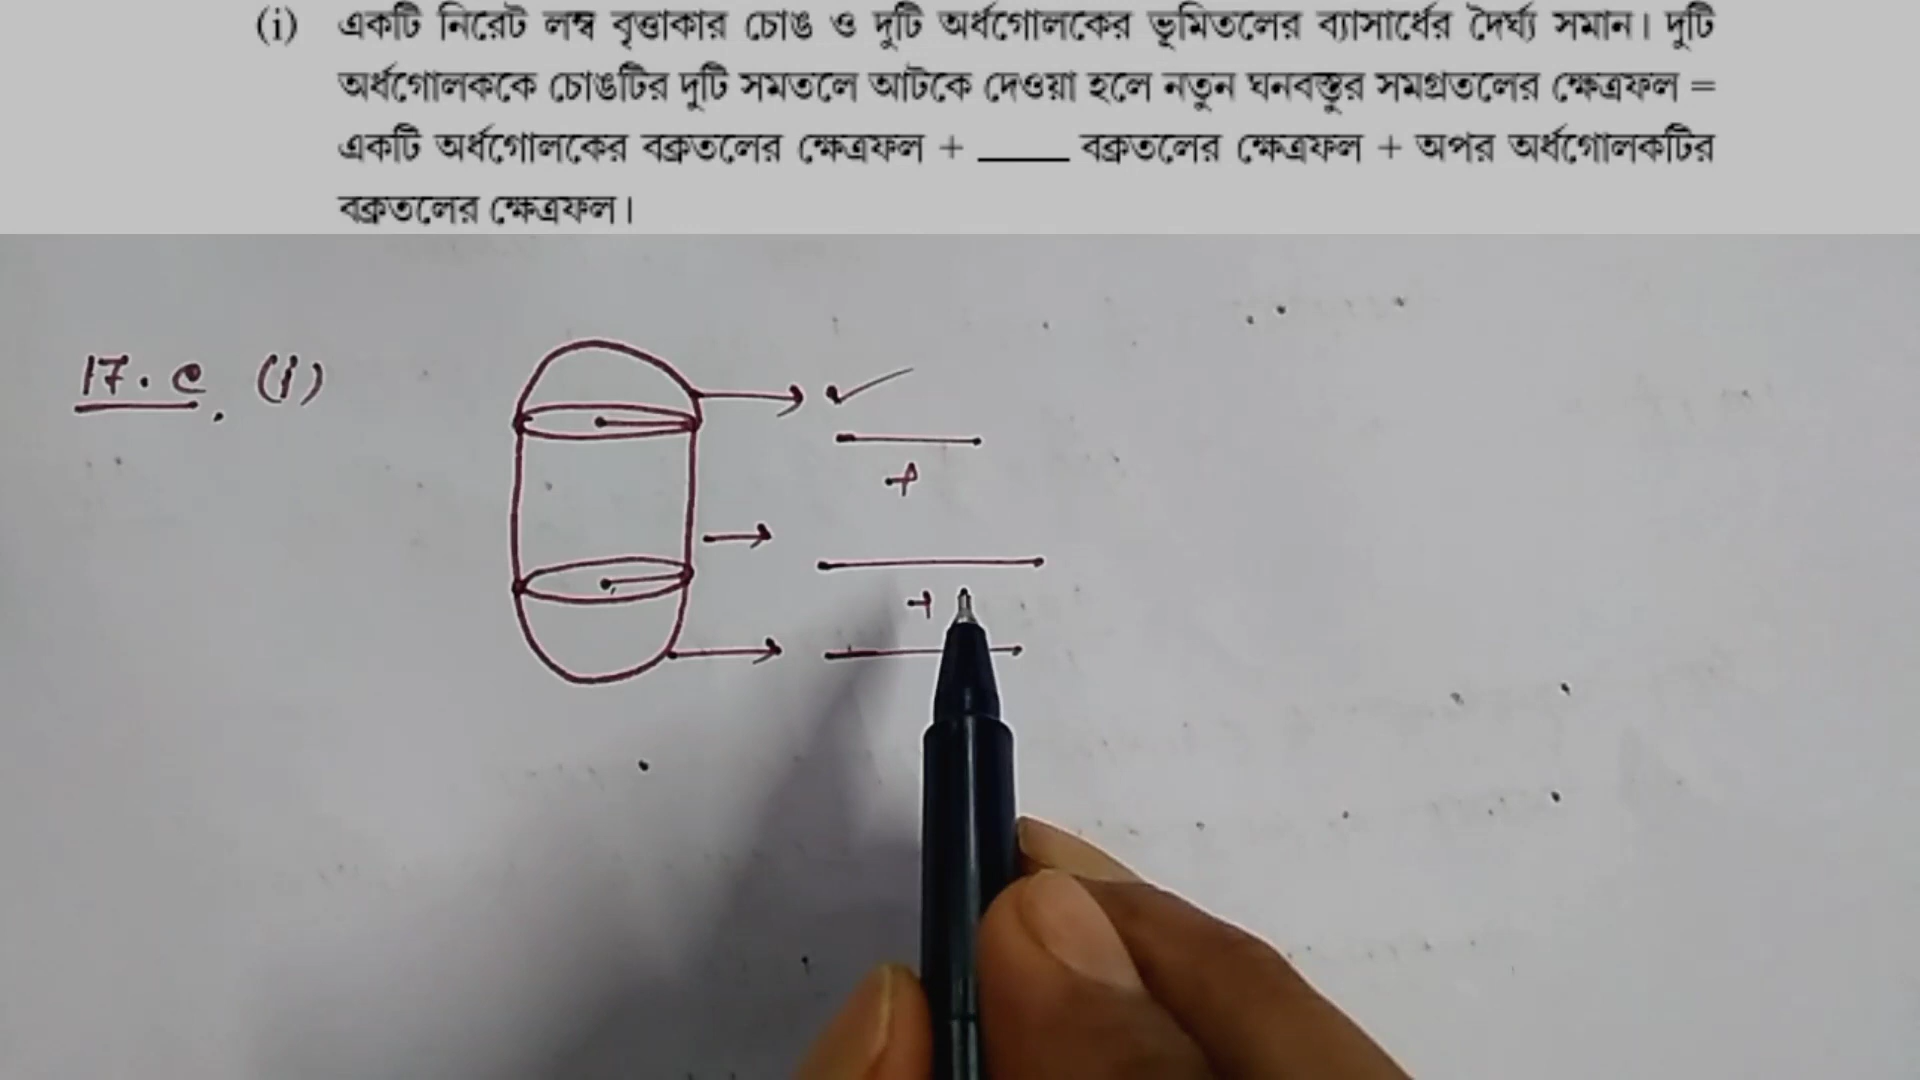 (i) একটি নিরেট লম্ব বৃত্তাকার চোঙ ও দুটি অর্ধগোলকের ভূমিতলের ব্যাসার্ধের দৈর্ঘ্য সমান। দুটি
অর্ধগোলককে চোঙটির দুটি সমতলে আটকে দেওয়া হলে নতুন ঘনবস্তুর সমগ্রতলের ক্ষেত্রফল =
একটি অর্ধগোলকের বক্রতলের ক্ষেত্রফল + ____ বক্রতলের ক্ষেত্রফল + অপর অর্ধগোলকটির
বক্রতলের ক্ষেত্রফল।
17. C. (i)
+
+